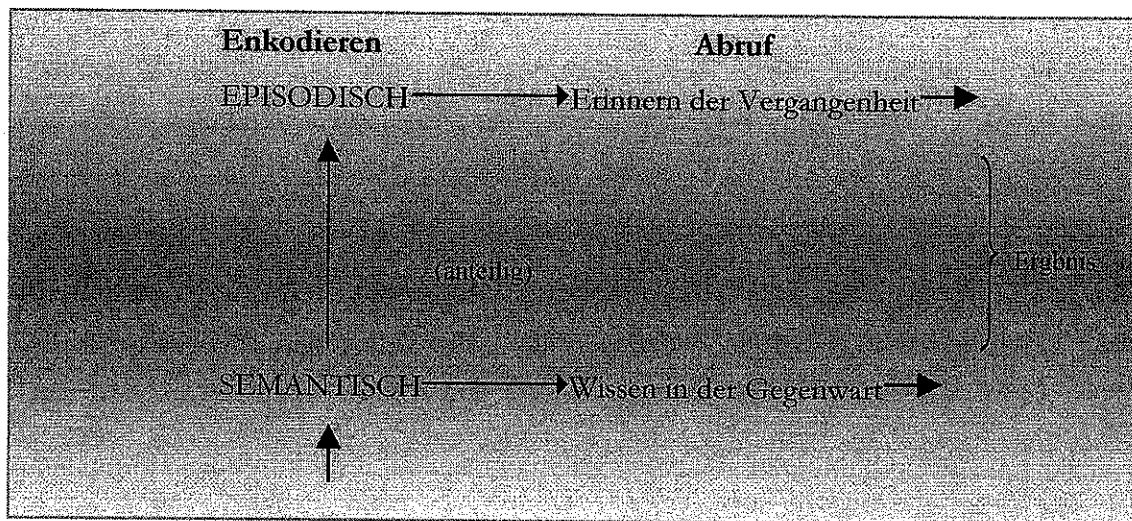 Enkodieren Abruf
EPISODISCH Erinnern der Vergangenheit
(anteilig)
Ergbnis
SEMANTISCH Wissen in der Gegenwart